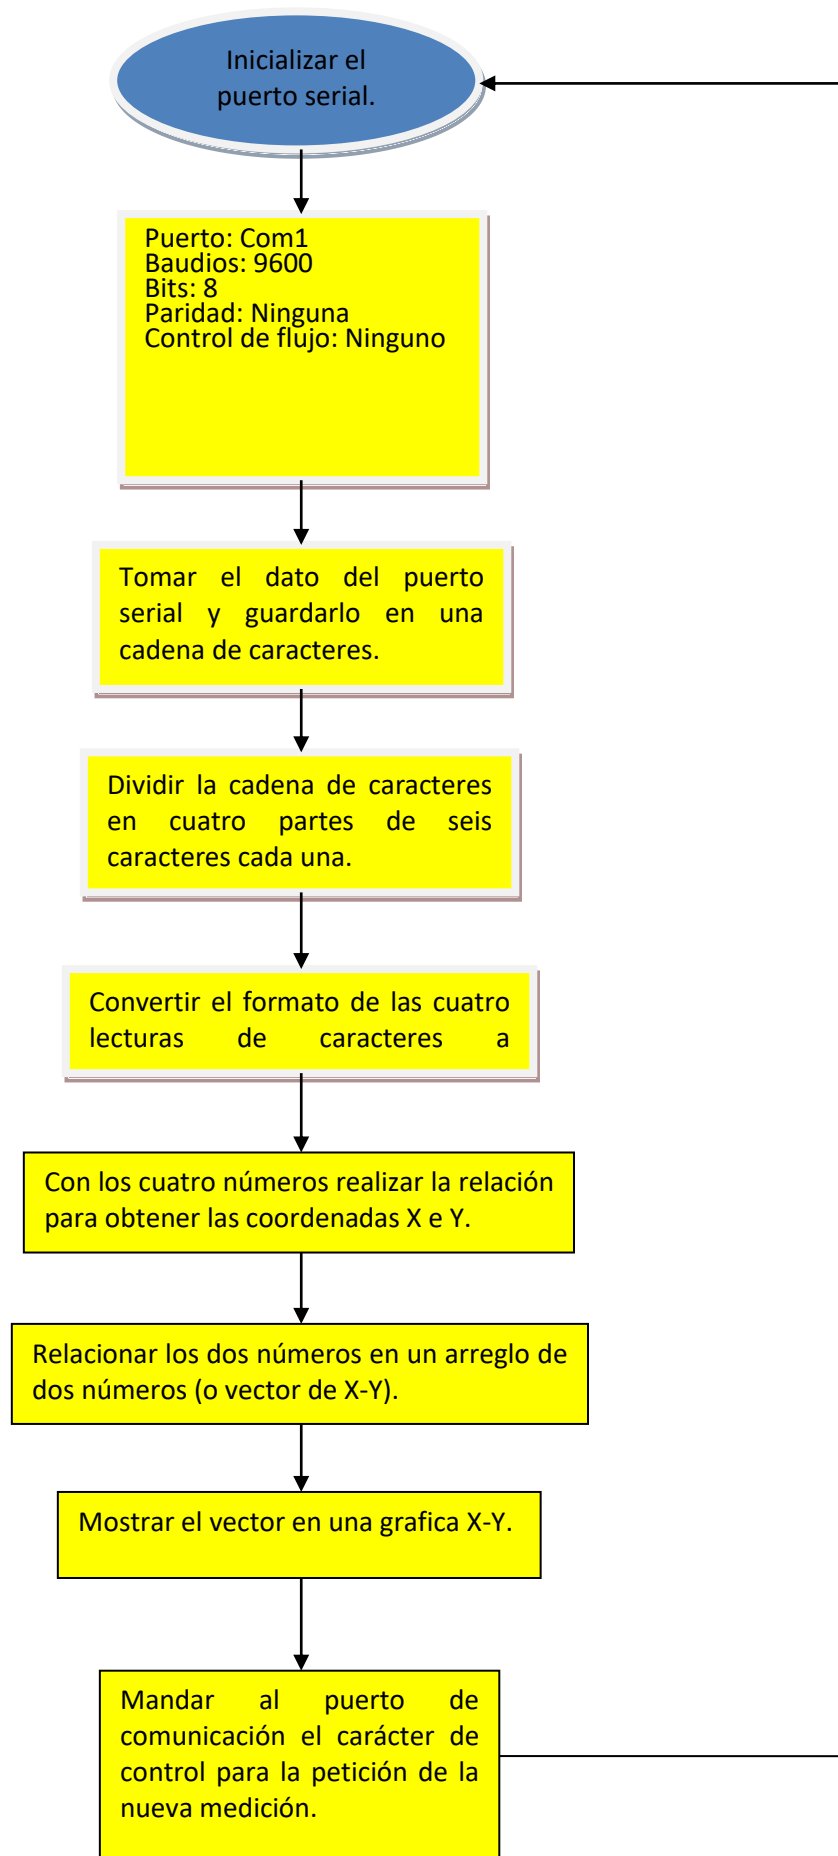 Inicializar el
puerto serial.
Puerto: Com1
Baudios: 9600
Bits: 8
Paridad: Ninguna
Control de flujo: Ninguno
Tomar el dato del puerto
serial y guardarlo en una
cadena de caracteres.
Dividir la cadena de caracteres
en cuatro partes de seis
caracteres cada una.
Convertir el formato de las cuatro
lecturas de caracteres a
Con los cuatro números realizar la relación
para obtener las coordenadas X e Y.
Relacionar los dos números en un arreglo de
dos números (o vector de X-Y).
Mostrar el vector en una grafica X-Y.
Mandar al puerto de
comunicación el carácter de
control para la petición de la
nueva medición.